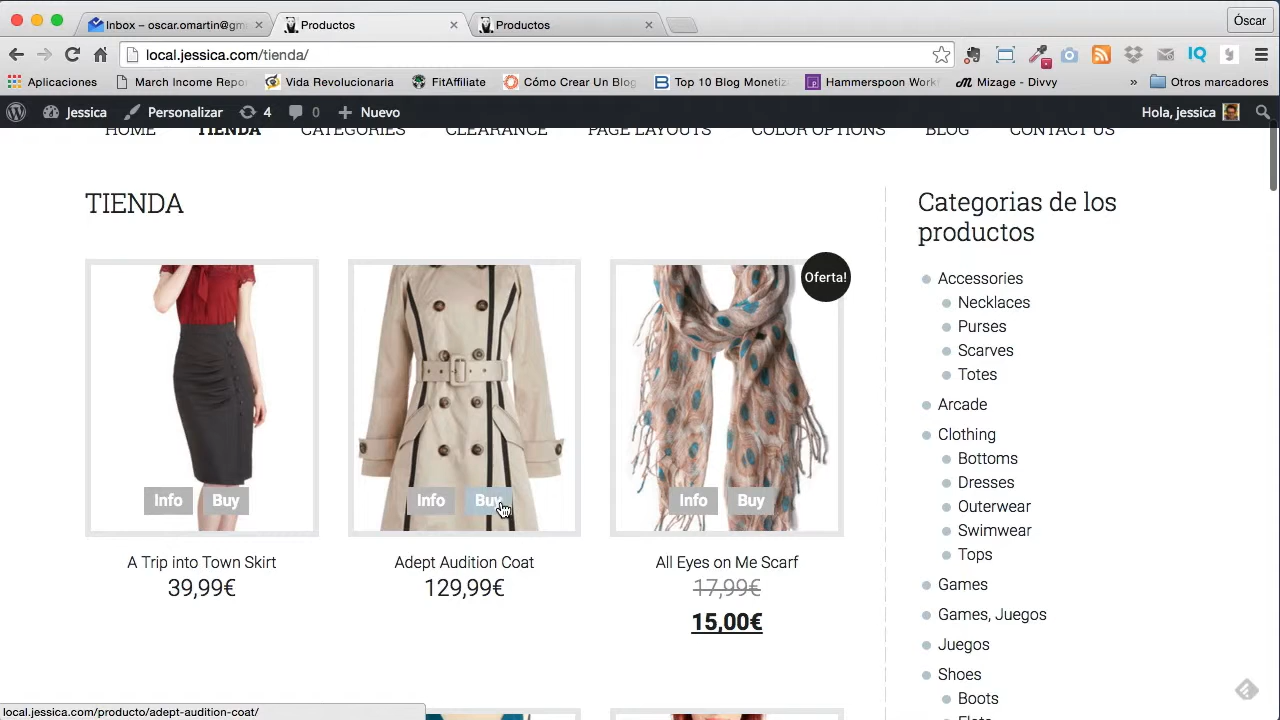 Inbox – oscar.omartin@gm
Productos
Productos
Óscar
local.jessica.com/tienda/
Aplicaciones
March Income Repo
Vida Revolucionaria
FitAffiliate
Cómo Crear Un Blog
Top 10 Blog Monetiz
Hammerspoon Work
Mizage - Divvy
»
Otros marcadores
Jessica
Personalizar
4
0
Nuevo
Hola, jessica
HOME
TIENDA
CATEGORIES
CLEARANCE
PAGE LAYOUTS
COLOR OPTIONS
BLOG
CONTACT US
TIENDA
Oferta!
Info Buy
Info Buy
Info Buy
A Trip into Town Skirt
39,99€
Adept Audition Coat
129,99€
All Eyes on Me Scarf
17,99€
15,00€
Categorias de los
productos
Accessories
Necklaces
Purses
Scarves
Totes
Arcade
Clothing
Bottoms
Dresses
Outerwear
Swimwear
Tops
Games
Games, Juegos
Juegos
Shoes
Boots
local.jessica.com/producto/adept-audition-coat/